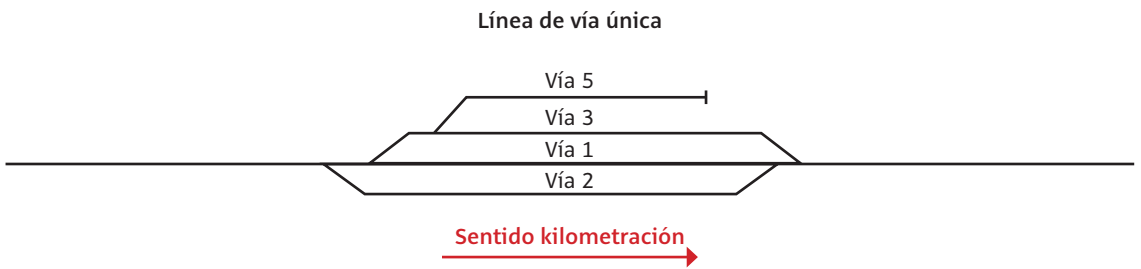 Línea de vía única
Vía 5
Vía 3
Vía 1
Vía 2
Sentido kilometración